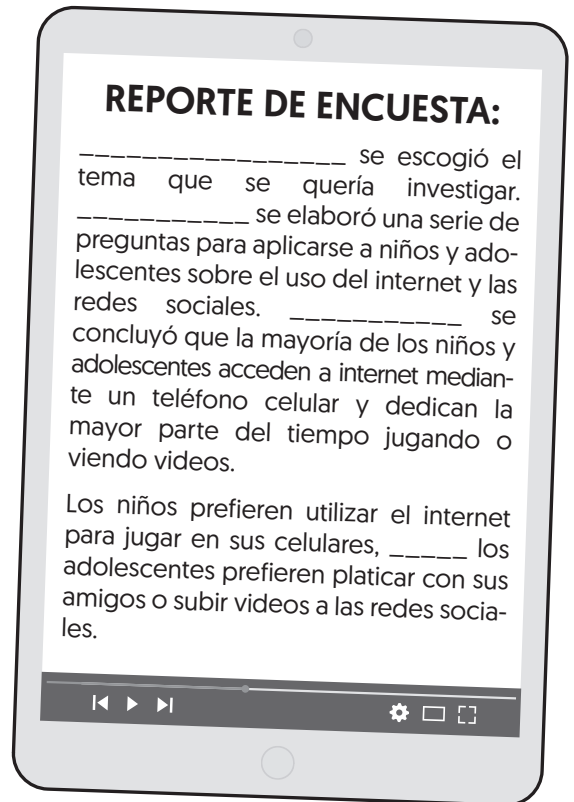 REPORTE DE ENCUESTA:
__________________ se escogió el
tema que se quería investigar.
___________ se elaboró una serie de
preguntas para aplicarse a niños y ado-
lescentes sobre el uso del internet y las
redes sociales. ___________ se
concluyó que la mayoría de los niños y
adolescentes acceden a internet median-
te un teléfono celular y dedican la
mayor parte del tiempo jugando o
viendo videos.
Los niños prefieren utilizar el internet
para jugar en sus celulares, _____ los
adolescentes prefieren platicar con sus
amigos o subir videos a las redes socia-
les.